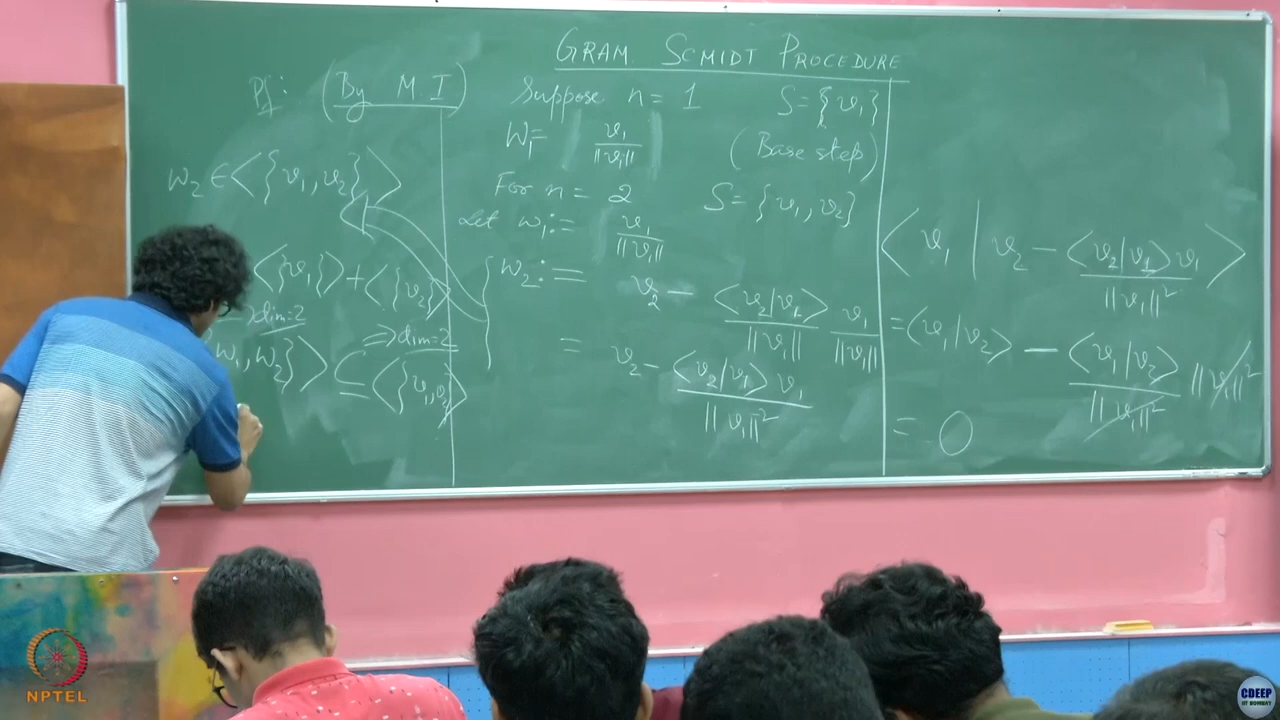 GRAM SCMIDT PROCEDURE
Pf: (By M.I)
w₂ ∈ <{v₁, v₂}>
<{v₁}> + <{v₂}>
=> dim=2
=> dim=2
w₁, w₂}> ⊆ <{v₁, v₂}>
Suppose n = 1 S = {v₁}
w₁ = v₁/||v₁|| (Base step)
For n = 2 S = {v₁, v₂}
Let w₁ := v₁/||v₁||
w₂ := v₂ - <v₂|v₁>/||v₁|| v₁/||v₁||
= v₂ - <v₂|v₁> v₁/||v₁||²
<v₁ | v₂ - <v₂|v₁> v₁/||v₁||²>
= <v₁|v₂> - <v₁|v₂>/||v₁||² ||v₁||²
= 0
NPTEL
CDEEP
IIT BOMBAY